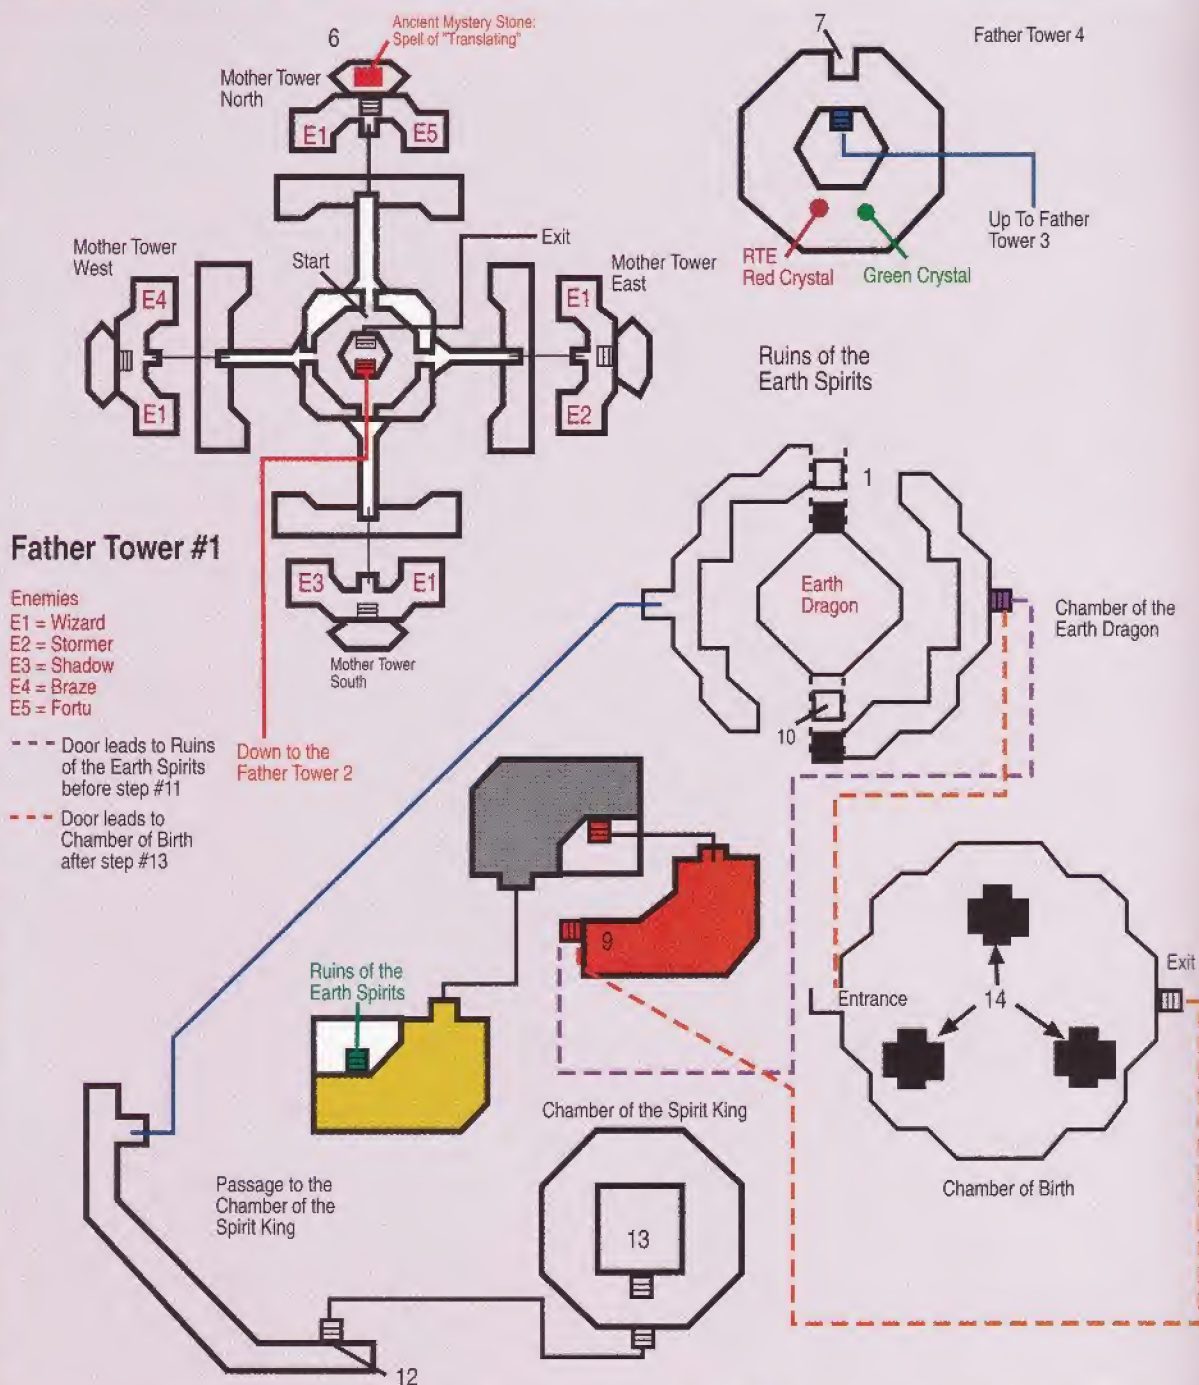 6
Ancient Mystery Stone:
Spell of "Translating"
Mother Tower
North
E1
E5
7
Father Tower 4
Up To Father
Tower 3
RTE
Red Crystal
Green Crystal
Mother Tower
West
Start
Exit
Mother Tower
East
E4
E1
E1
E2
Ruins of the
Earth Spirits
1
Father Tower #1
Enemies
E1 = Wizard
E2 = Stormer
E3 = Shadow
E4 = Braze
E5 = Fortu
E3
E1
Mother Tower
South
Earth
Dragon
Chamber of the
Earth Dragon
10
Door leads to Ruins
of the Earth Spirits
before step #11
Door leads to
Chamber of Birth
after step #13
Down to the
Father Tower 2
9
Ruins of the
Earth Spirits
Entrance
14
Exit
Chamber of Birth
Chamber of the Spirit King
13
Passage to the
Chamber of the
Spirit King
12